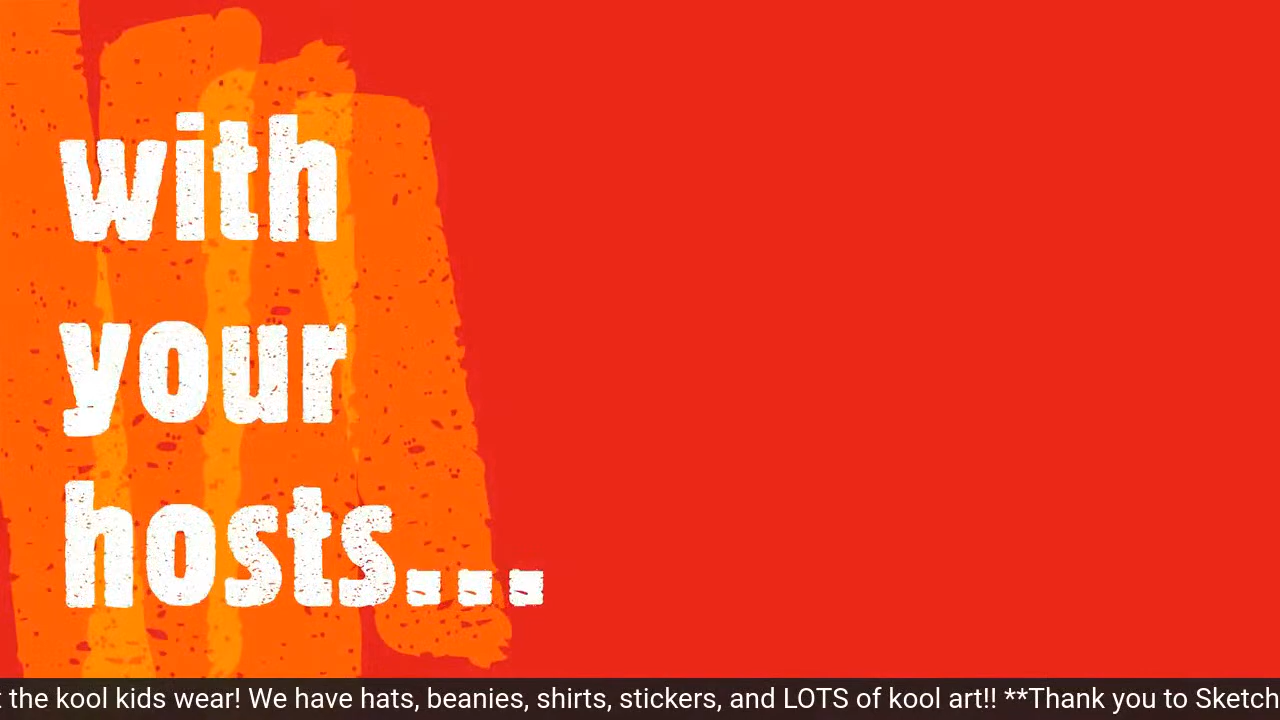 with
your
hosts...
the kool kids wear! We have hats, beanies, shirts, stickers, and LOTS of kool art!! **Thank you to Sketch